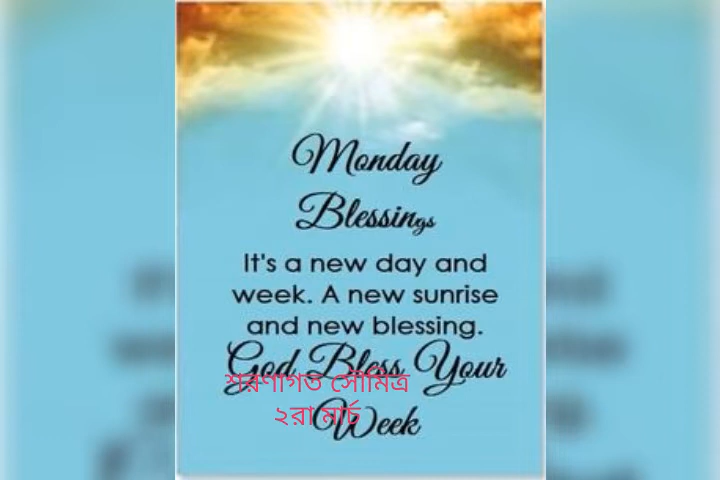 Monday
Blessings
It's a new day and
week. A new sunrise
and new blessing.
God Bless Your
শরণাগত সৌমিত্র
২রা মার্চ
Week